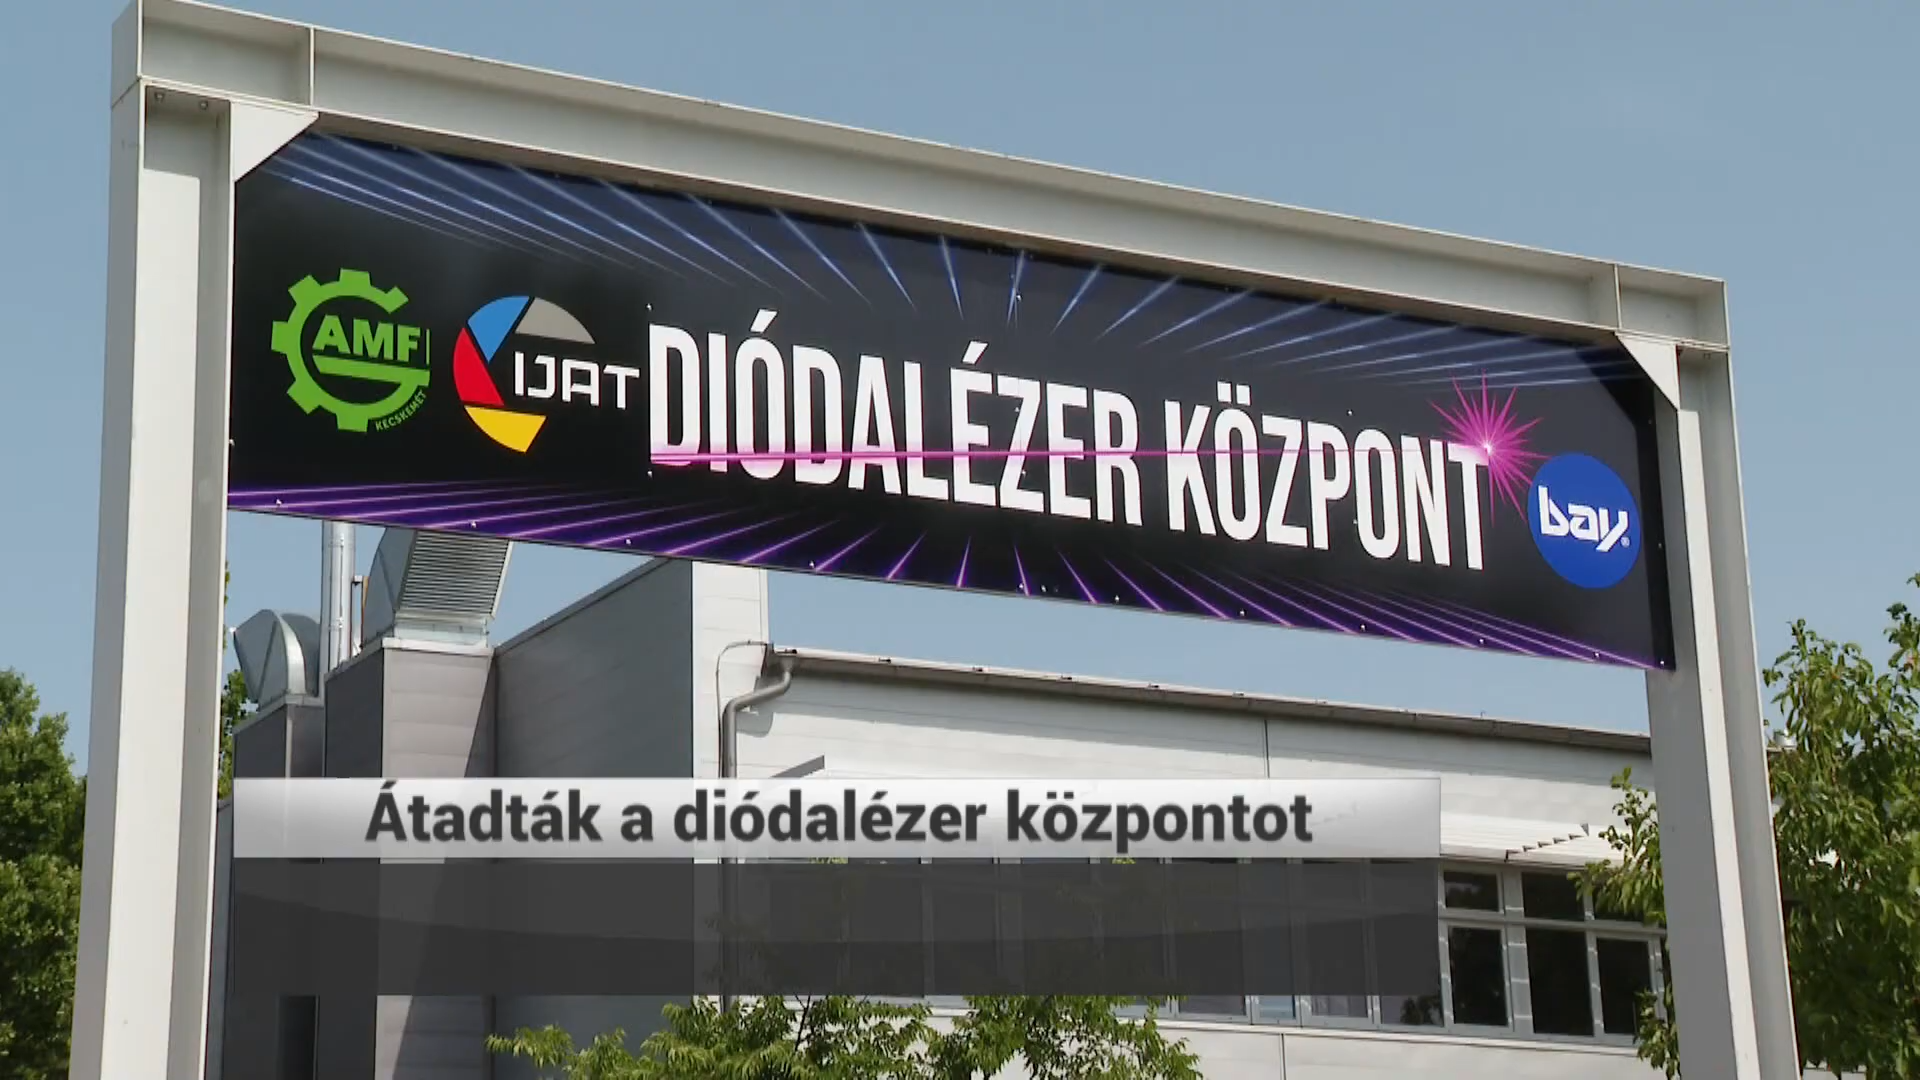 AMF
KECSKEMÉT
IJAT
DIÓDALÉZER KÖZPONT
bay®
Átadták a diódalézer központot